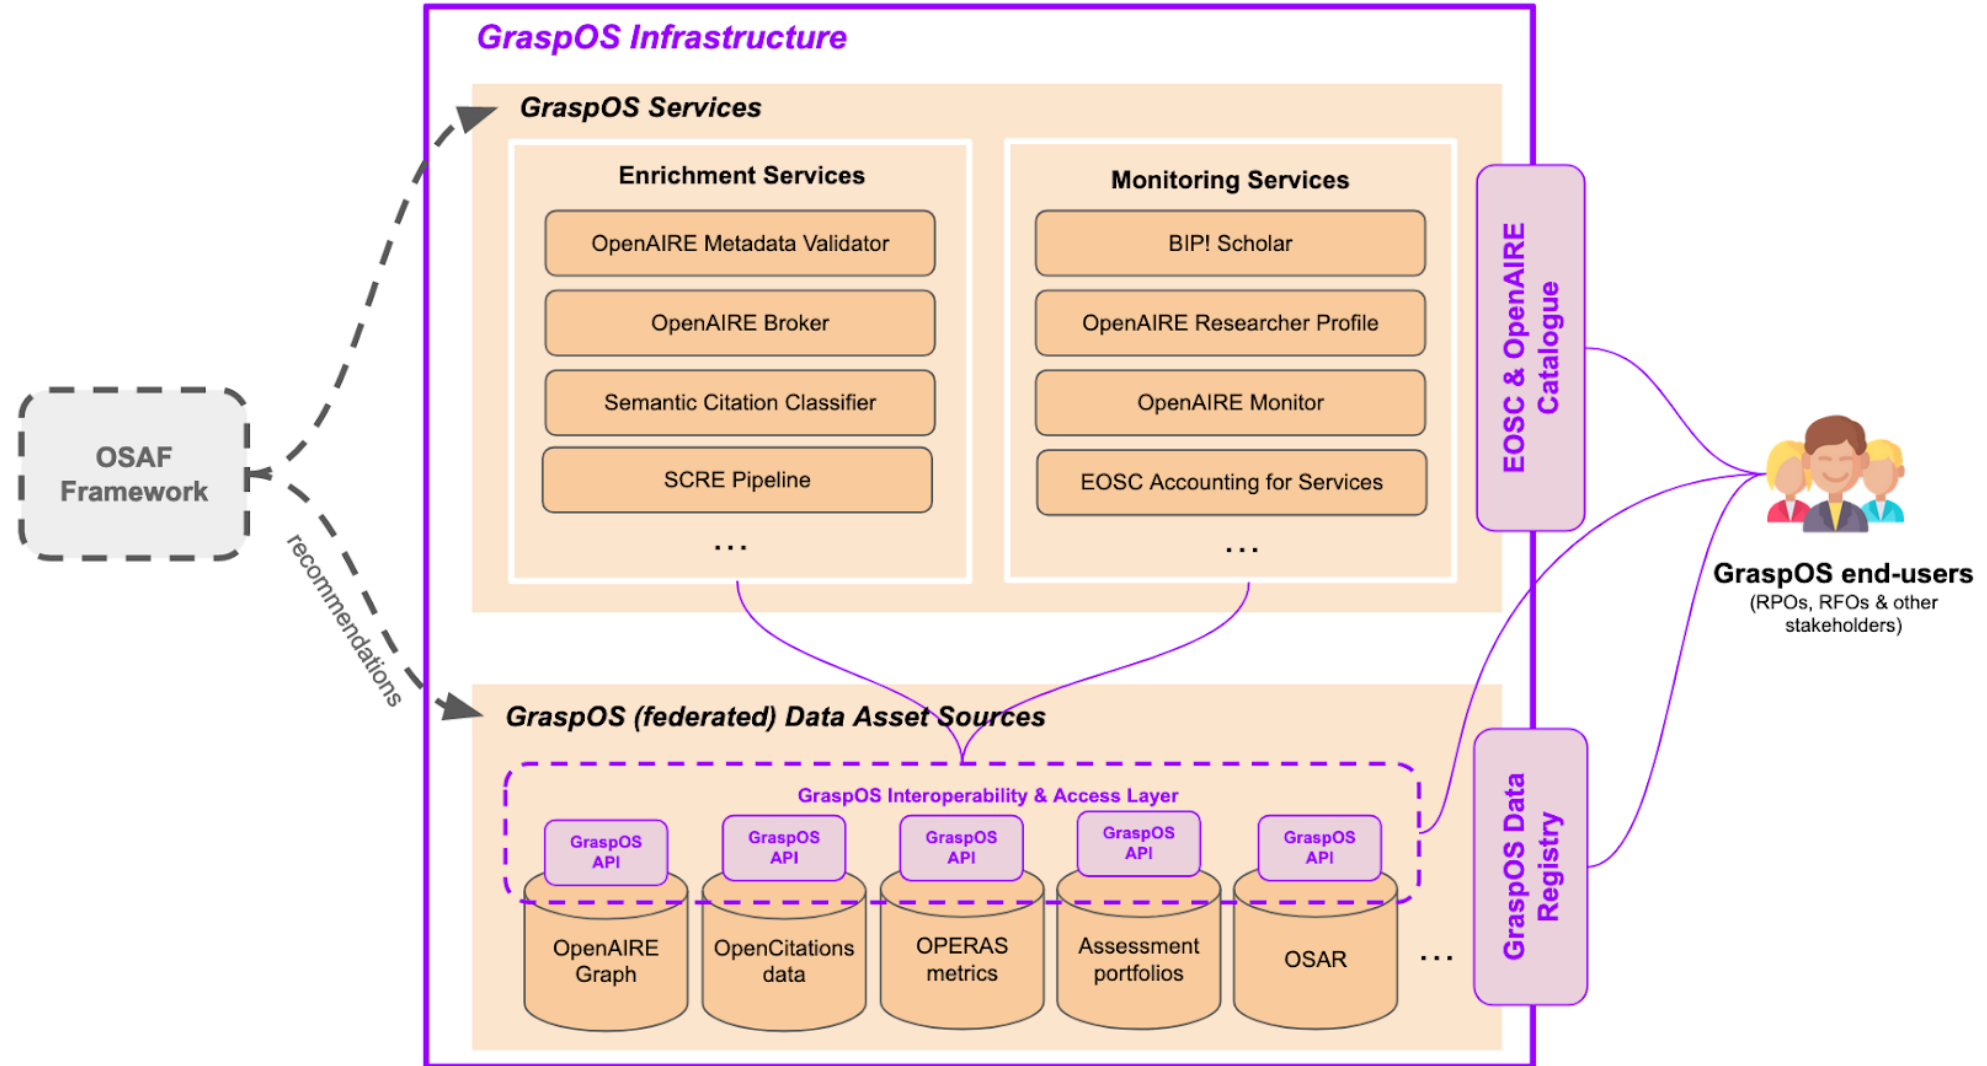 GraspOS Infrastructure
GraspOS Services
Enrichment Services
OpenAIRE Metadata Validator
OpenAIRE Broker
Semantic Citation Classifier
SCRE Pipeline
...
Monitoring Services
BIP! Scholar
OpenAIRE Researcher Profile
OpenAIRE Monitor
EOSC Accounting for Services
...
EOSC & OpenAIRE
Catalogue
OSAF
Framework
recommendations
GraspOS end-users
(RPOs, RFOs & other
stakeholders)
GraspOS (federated) Data Asset Sources
GraspOS Interoperability & Access Layer
GraspOS
API
GraspOS
API
GraspOS
API
GraspOS
API
GraspOS
API
OpenAIRE
Graph
OpenCitations
data
OPERAS
metrics
Assessment
portfolios
OSAR
...
GraspOS Data
Registry